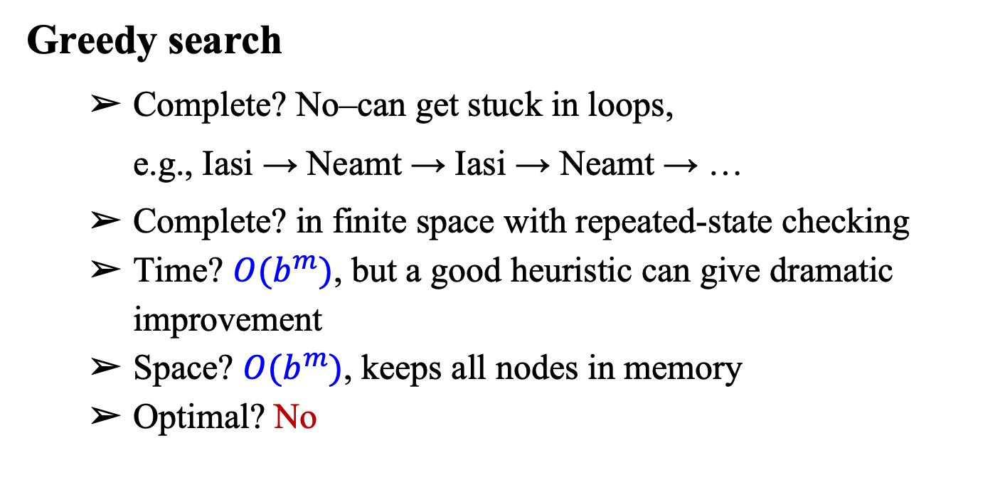 Greedy search
➢ Complete? No–can get stuck in loops,
e.g., Iasi → Neamt → Iasi → Neamt → …
➢ Complete? in finite space with repeated-state checking
➢ Time? O(b^m), but a good heuristic can give dramatic
improvement
➢ Space? O(b^m), keeps all nodes in memory
➢ Optimal? No